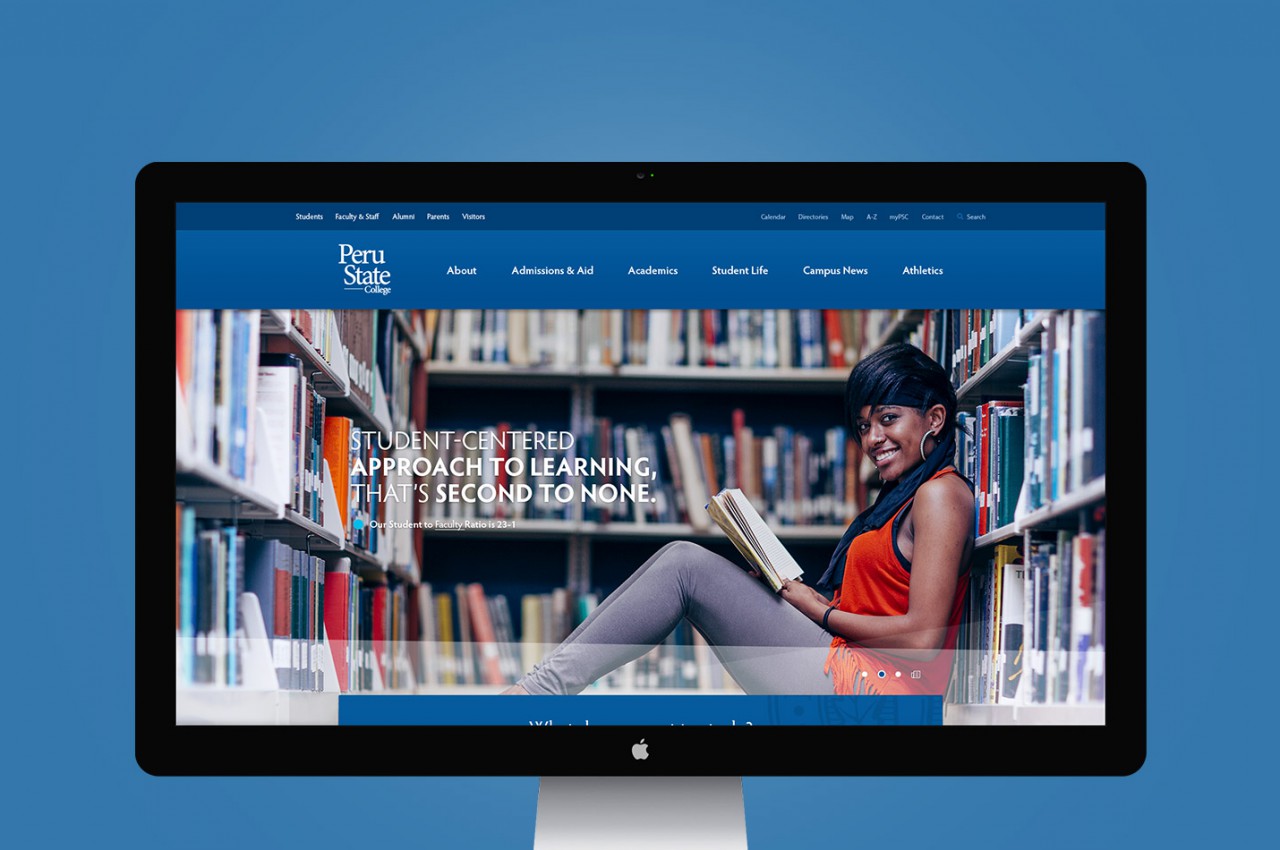 Students Faculty & Staff Alumni Parents Visitors Calendar Directories Map A-Z myPSC Contact Search
Peru
State
College
About Admissions & Aid Academics Student Life Campus News Athletics
STUDENT-CENTERED
APPROACH TO LEARNING,
THAT'S SECOND TO NONE.
Our Student to Faculty Ratio is 23-1